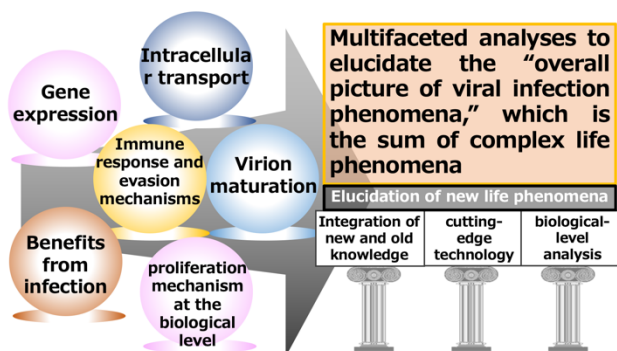 Gene
expression
Intracellula
r transport
Immune
response and
evasion
mechanisms
Virion
maturation
Benefits
from
infection
proliferation
mechanism
at the
biological
level
Multifaceted analyses to
elucidate the “overall
picture of viral infection
phenomena,” which is
the sum of complex life
phenomena
Elucidation of new life phenomena
Integration of
new and old
knowledge
cutting-
edge
technology
biological-
level
analysis